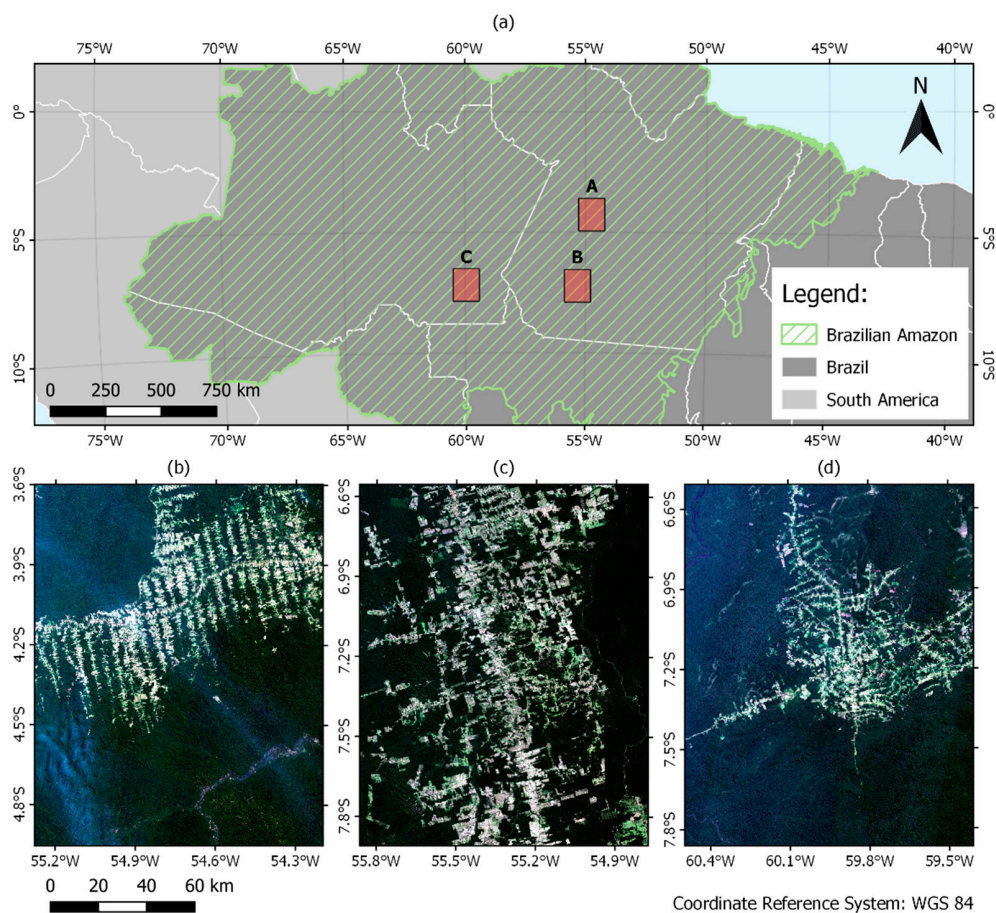 (a)
75°W 70°W 65°W 60°W 55°W 50°W 45°W 40°W
N
0° 0°
A
5°S 5°S
C B
Legend:
Brazilian Amazon
Brazil
South America
10°S 10°S
0 250 500 750 km
75°W 70°W 65°W 60°W 55°W 50°W 45°W 40°W
(b) (c) (d)
3.6°S 3.9°S 4.2°S 4.5°S 4.8°S
6.6°S 6.9°S 7.2°S 7.5°S 7.8°S
6.6°S 6.9°S 7.2°S 7.5°S 7.8°S
55.2°W 54.9°W 54.6°W 54.3°W
55.8°W 55.5°W 55.2°W 54.9°W
60.4°W 60.1°W 59.8°W 59.5°W
0 20 40 60 km
Coordinate Reference System: WGS 84